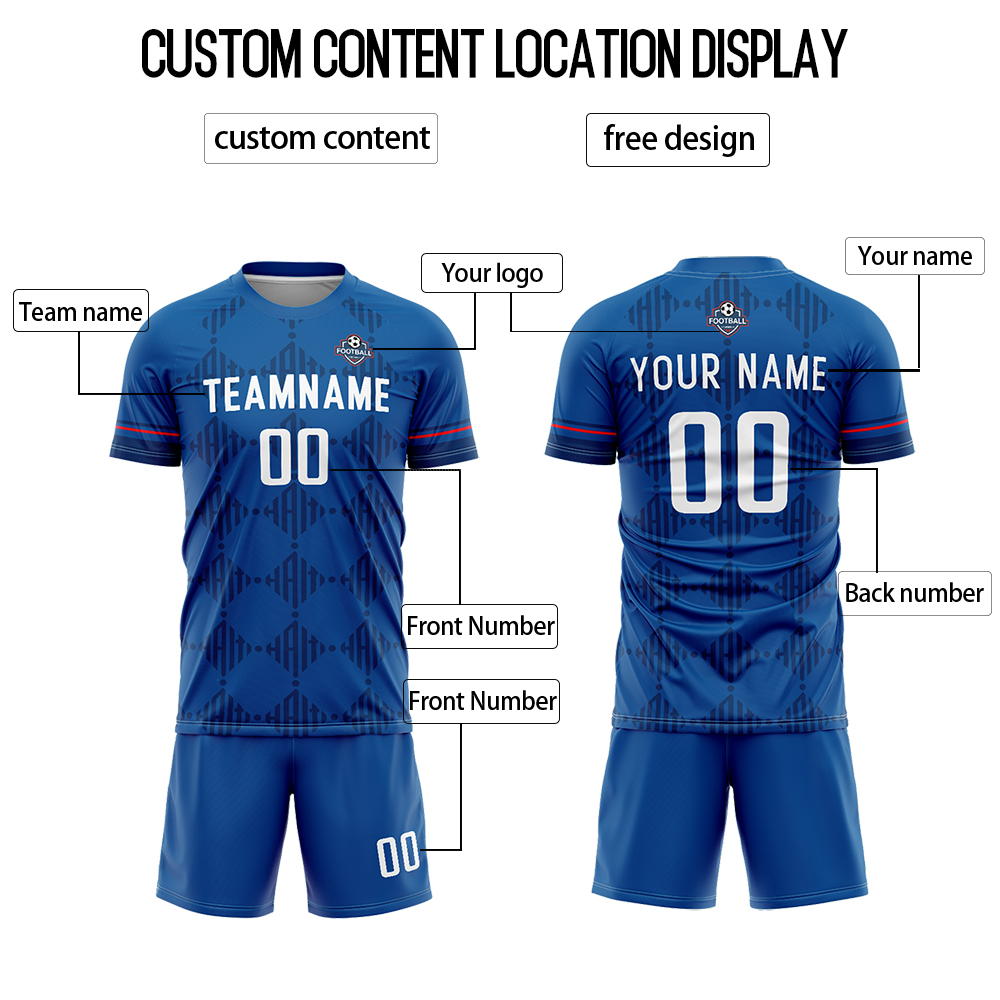 CUSTOM CONTENT LOCATION DISPLAY
custom content
free design
Your name
Your logo
Team name
FOOTBALL
FOOTBALL
TEAMNAME
YOUR NAME
00
00
Back number
Front Number
Front Number
00